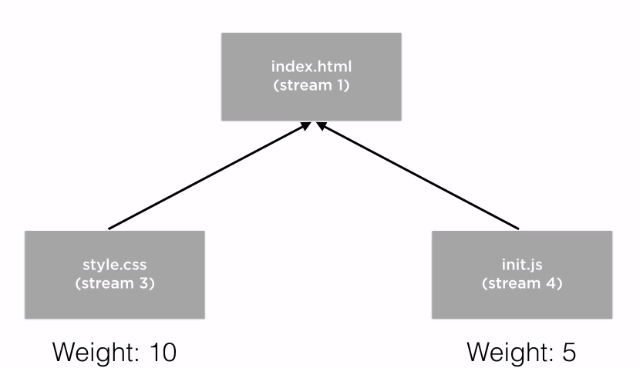 index.html
(stream 1)
style.css
(stream 3)
Weight: 10
init.js
(stream 4)
Weight: 5